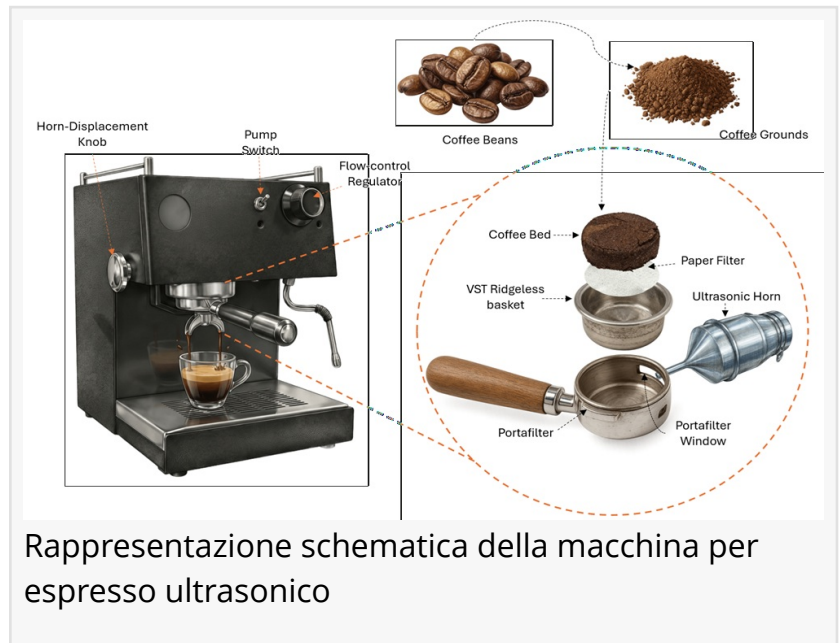 Coffee Beans
Coffee Grounds
Horn-Displacement
Knob
Pump
Switch
Flow-control
Regulator
Coffee Bed
Paper Filter
VST Ridgeless
basket
Ultrasonic Horn
Portafilter
Portafilter
Window
Rappresentazione schematica della macchina per
espresso ultrasonico